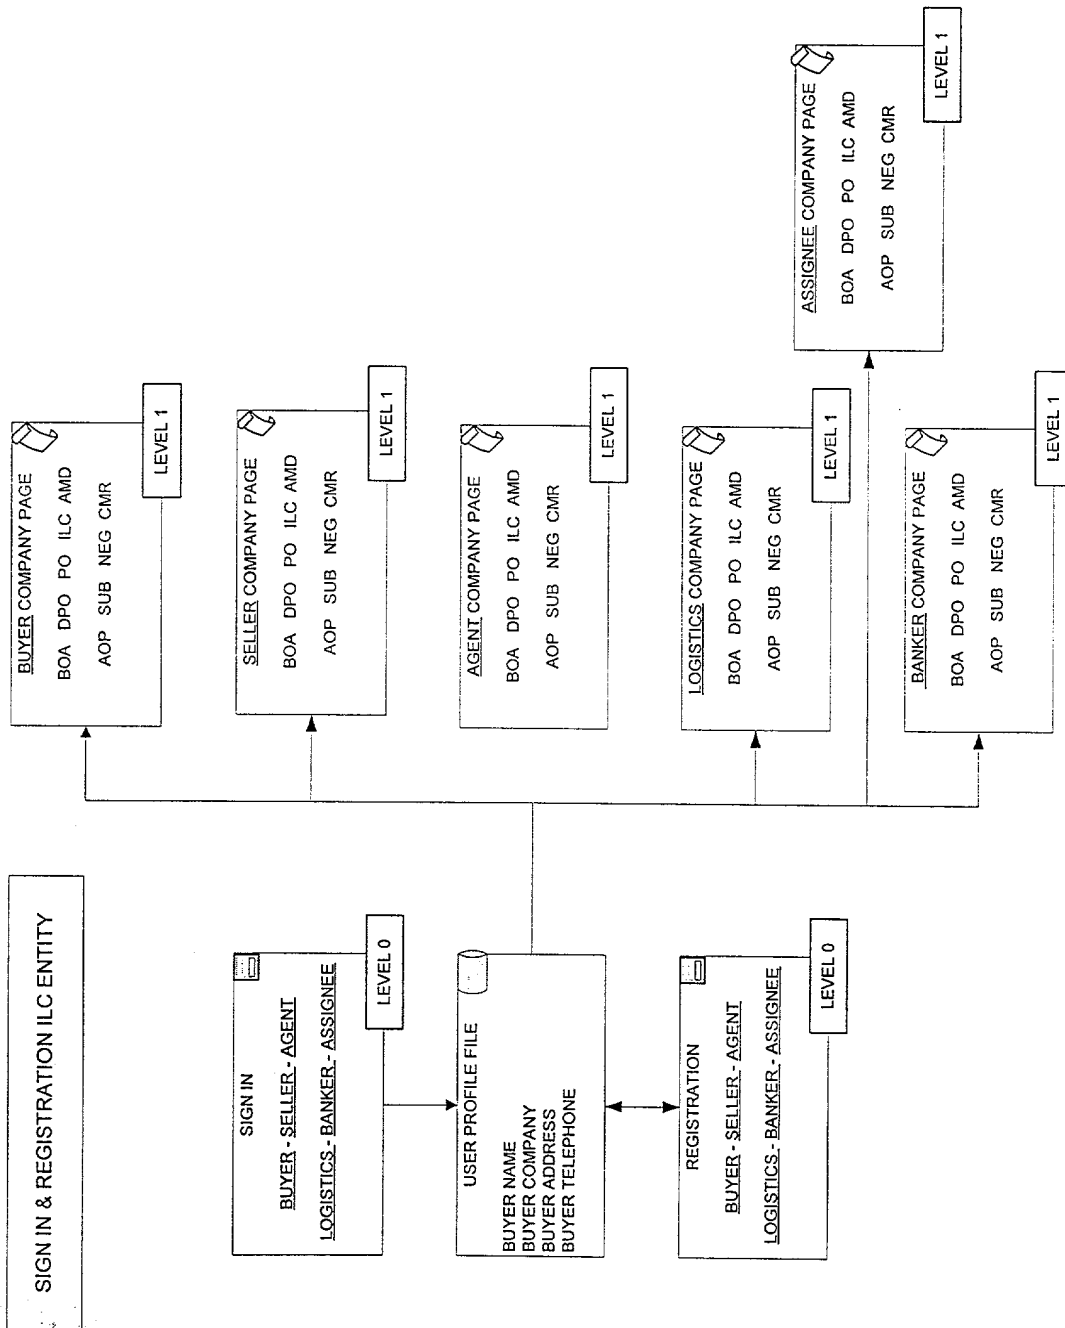 SIGN IN & REGISTRATION ILC ENTITY
SIGN IN
BUYER - SELLER - AGENT
LOGISTICS - BANKER - ASSIGNEE
LEVEL 0
USER PROFILE FILE
BUYER NAME
BUYER COMPANY
BUYER ADDRESS
BUYER TELEPHONE
REGISTRATION
BUYER - SELLER - AGENT
LOGISTICS - BANKER - ASSIGNEE
LEVEL 0
BUYER COMPANY PAGE
BOA DPO PO ILC AMD
AOP SUB NEG CMR
LEVEL 1
SELLER COMPANY PAGE
BOA DPO PO ILC AMD
AOP SUB NEG CMR
LEVEL 1
AGENT COMPANY PAGE
BOA DPO PO ILC AMD
AOP SUB NEG CMR
LEVEL 1
LOGISTICS COMPANY PAGE
BOA DPO PO ILC AMD
AOP SUB NEG CMR
LEVEL 1
BANKER COMPANY PAGE
BOA DPO PO ILC AMD
AOP SUB NEG CMR
LEVEL 1
ASSIGNEE COMPANY PAGE
BOA DPO PO ILC AMD
AOP SUB NEG CMR
LEVEL 1